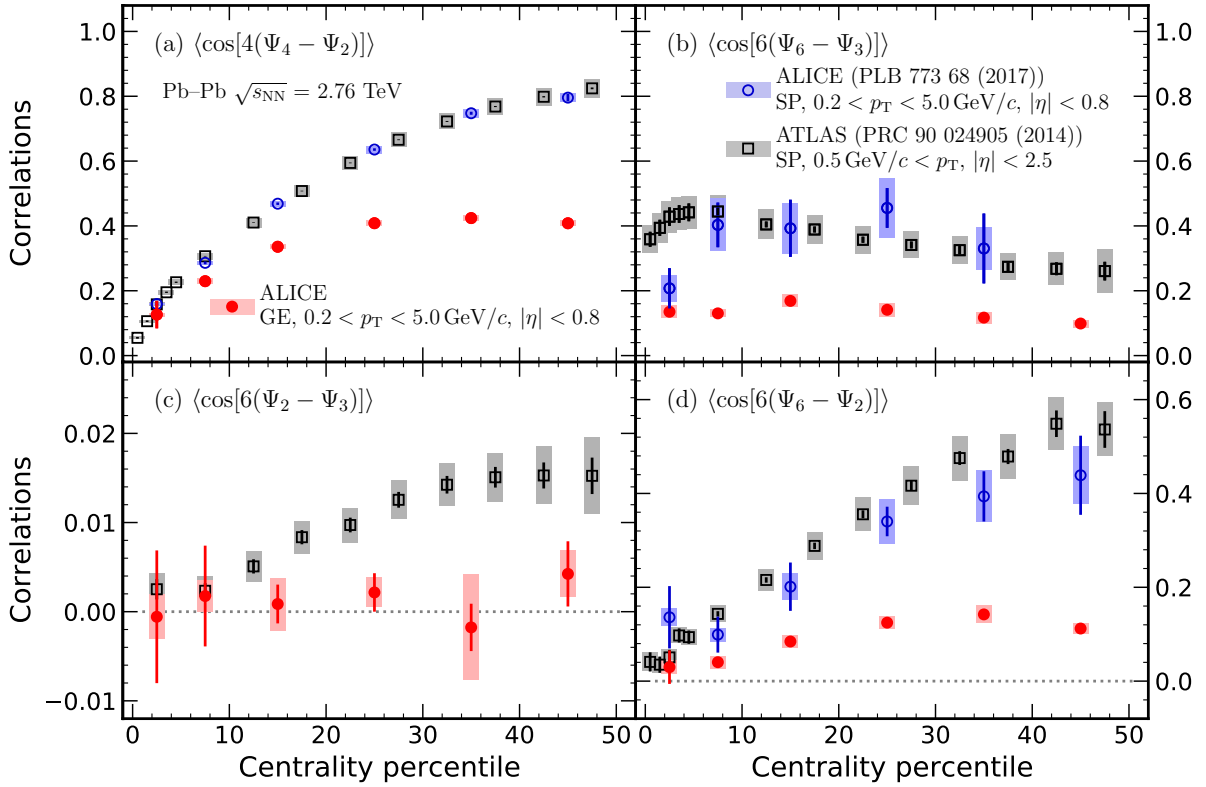 (a) ⟨cos[4(Ψ₄ − Ψ₂)]⟩
Pb–Pb √s_NN = 2.76 TeV
ALICE
GE, 0.2 < p_T < 5.0 GeV/c, |η| < 0.8
Correlations
1.0
0.8
0.6
0.4
0.2
0.0
(b) ⟨cos[6(Ψ₆ − Ψ₃)]⟩
ALICE (PLB 773 68 (2017))
SP, 0.2 < p_T < 5.0 GeV/c, |η| < 0.8
ATLAS (PRC 90 024905 (2014))
SP, 0.5 GeV/c < p_T, |η| < 2.5
1.0
0.8
0.6
0.4
0.2
0.0
(c) ⟨cos[6(Ψ₂ − Ψ₃)]⟩
Correlations
0.02
0.01
0.00
−0.01
0 10 20 30 40 50
Centrality percentile
(d) ⟨cos[6(Ψ₆ − Ψ₂)]⟩
0.6
0.4
0.2
0.0
0 10 20 30 40 50
Centrality percentile